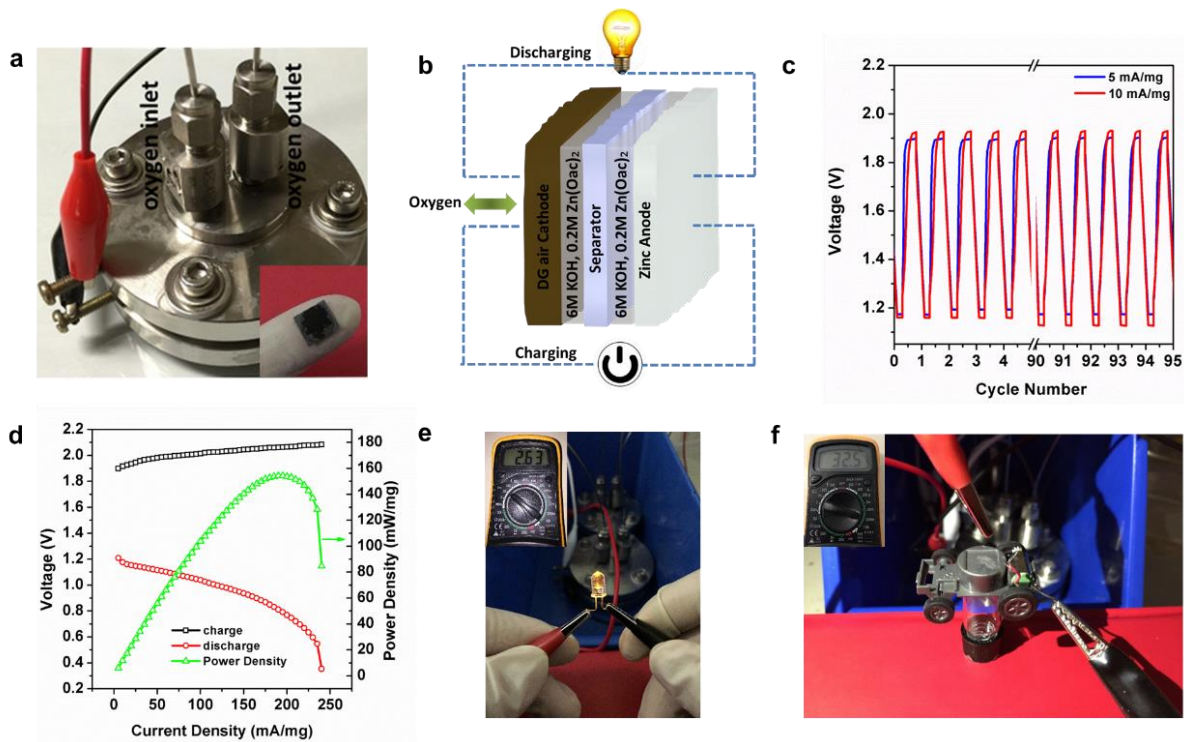 a
oxygen inlet
oxygen outlet
b
Discharging
Oxygen
DG air Cathode
6M KOH, 0.2M Zn(Oac)2
Separator
6M KOH, 0.2M Zn(Oac)2
Zinc Anode
Charging
c
2.2
2.0
1.8
1.6
1.4
1.2
Voltage (V)
5 mA/mg
10 mA/mg
0 1 2 3 4 90 91 92 93 94 95
Cycle Number
d
2.2
2.0
1.8
1.6
1.4
1.2
1.0
0.8
0.6
0.4
0.2
Voltage (V)
charge
discharge
Power Density
180
160
140
120
100
80
60
40
20
0
Power Density (mW/mg)
0 50 100 150 200 250
Current Density (mA/mg)
e
2.63
f
32.5